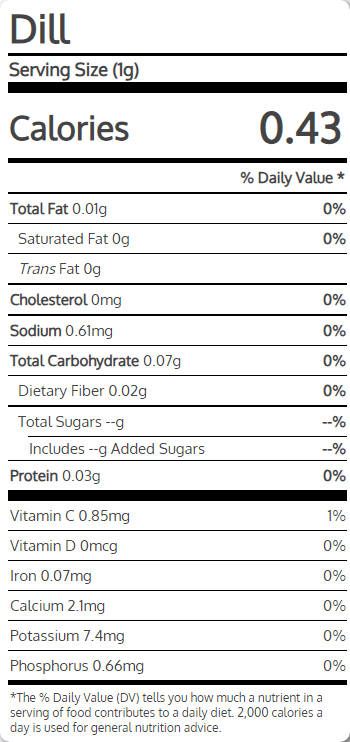 Dill
Serving Size (1g)
Calories 0.43
% Daily Value *
Total Fat 0.01g 0%
Saturated Fat 0g 0%
Trans Fat 0g
Cholesterol 0mg 0%
Sodium 0.61mg 0%
Total Carbohydrate 0.07g 0%
Dietary Fiber 0.02g 0%
Total Sugars --g --%
Includes --g Added Sugars --%
Protein 0.03g 0%
Vitamin C 0.85mg 1%
Vitamin D 0mcg 0%
Iron 0.07mg 0%
Calcium 2.1mg 0%
Potassium 7.4mg 0%
Phosphorus 0.66mg 0%
*The % Daily Value (DV) tells you how much a nutrient in a
serving of food contributes to a daily diet. 2,000 calories a
day is used for general nutrition advice.